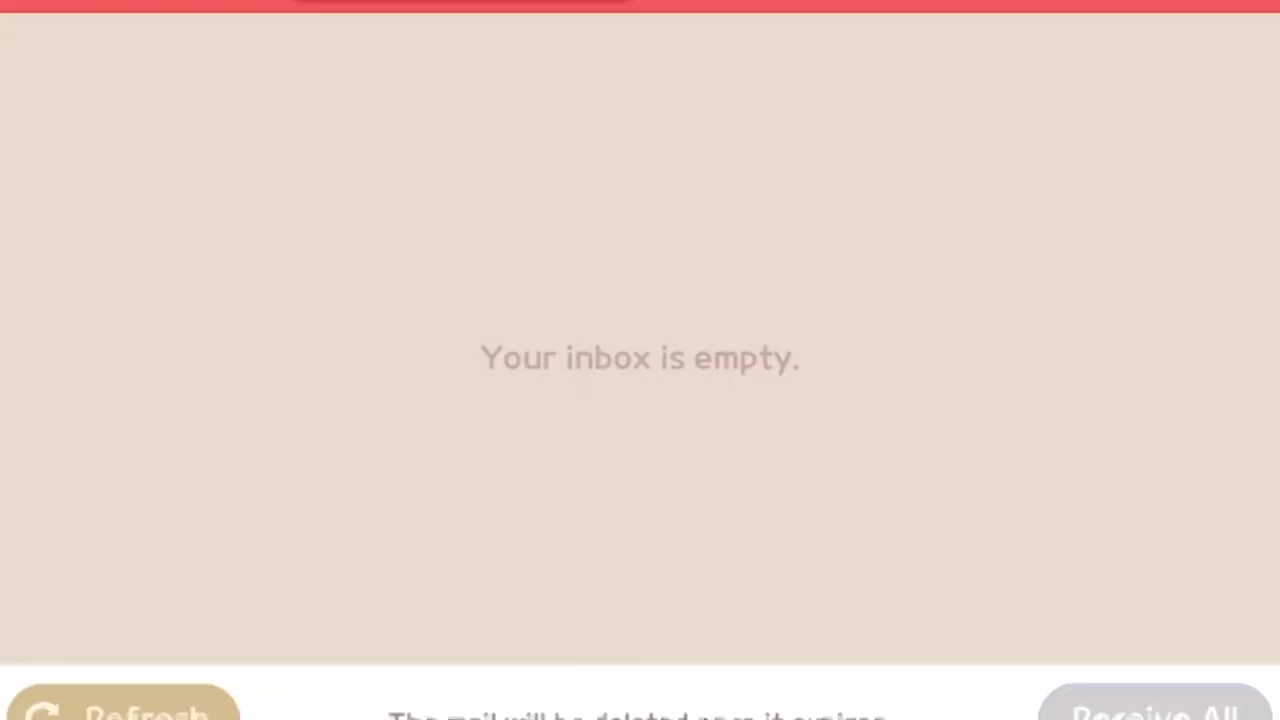 Your inbox is empty.
Refresh
The mail will be deleted once it expires.
Receive All